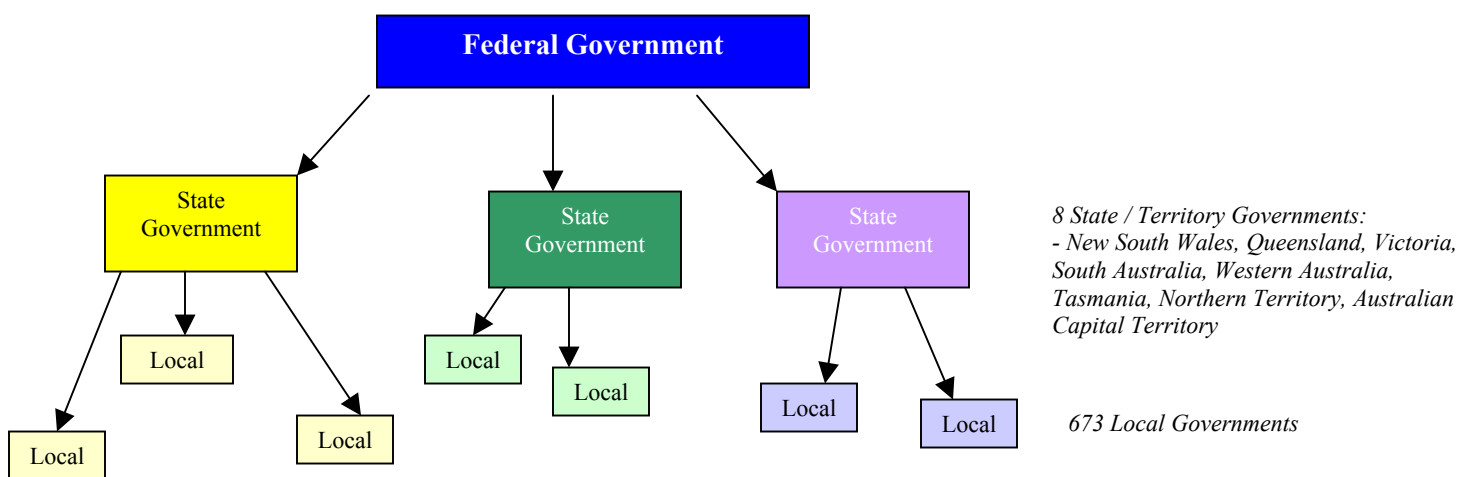 Federal Government
State
Government
State
Government
State
Government
8 State / Territory Governments:
- New South Wales, Queensland, Victoria,
South Australia, Western Australia,
Tasmania, Northern Territory, Australian
Capital Territory
Local
Local
Local
Local
Local
Local
Local
673 Local Governments